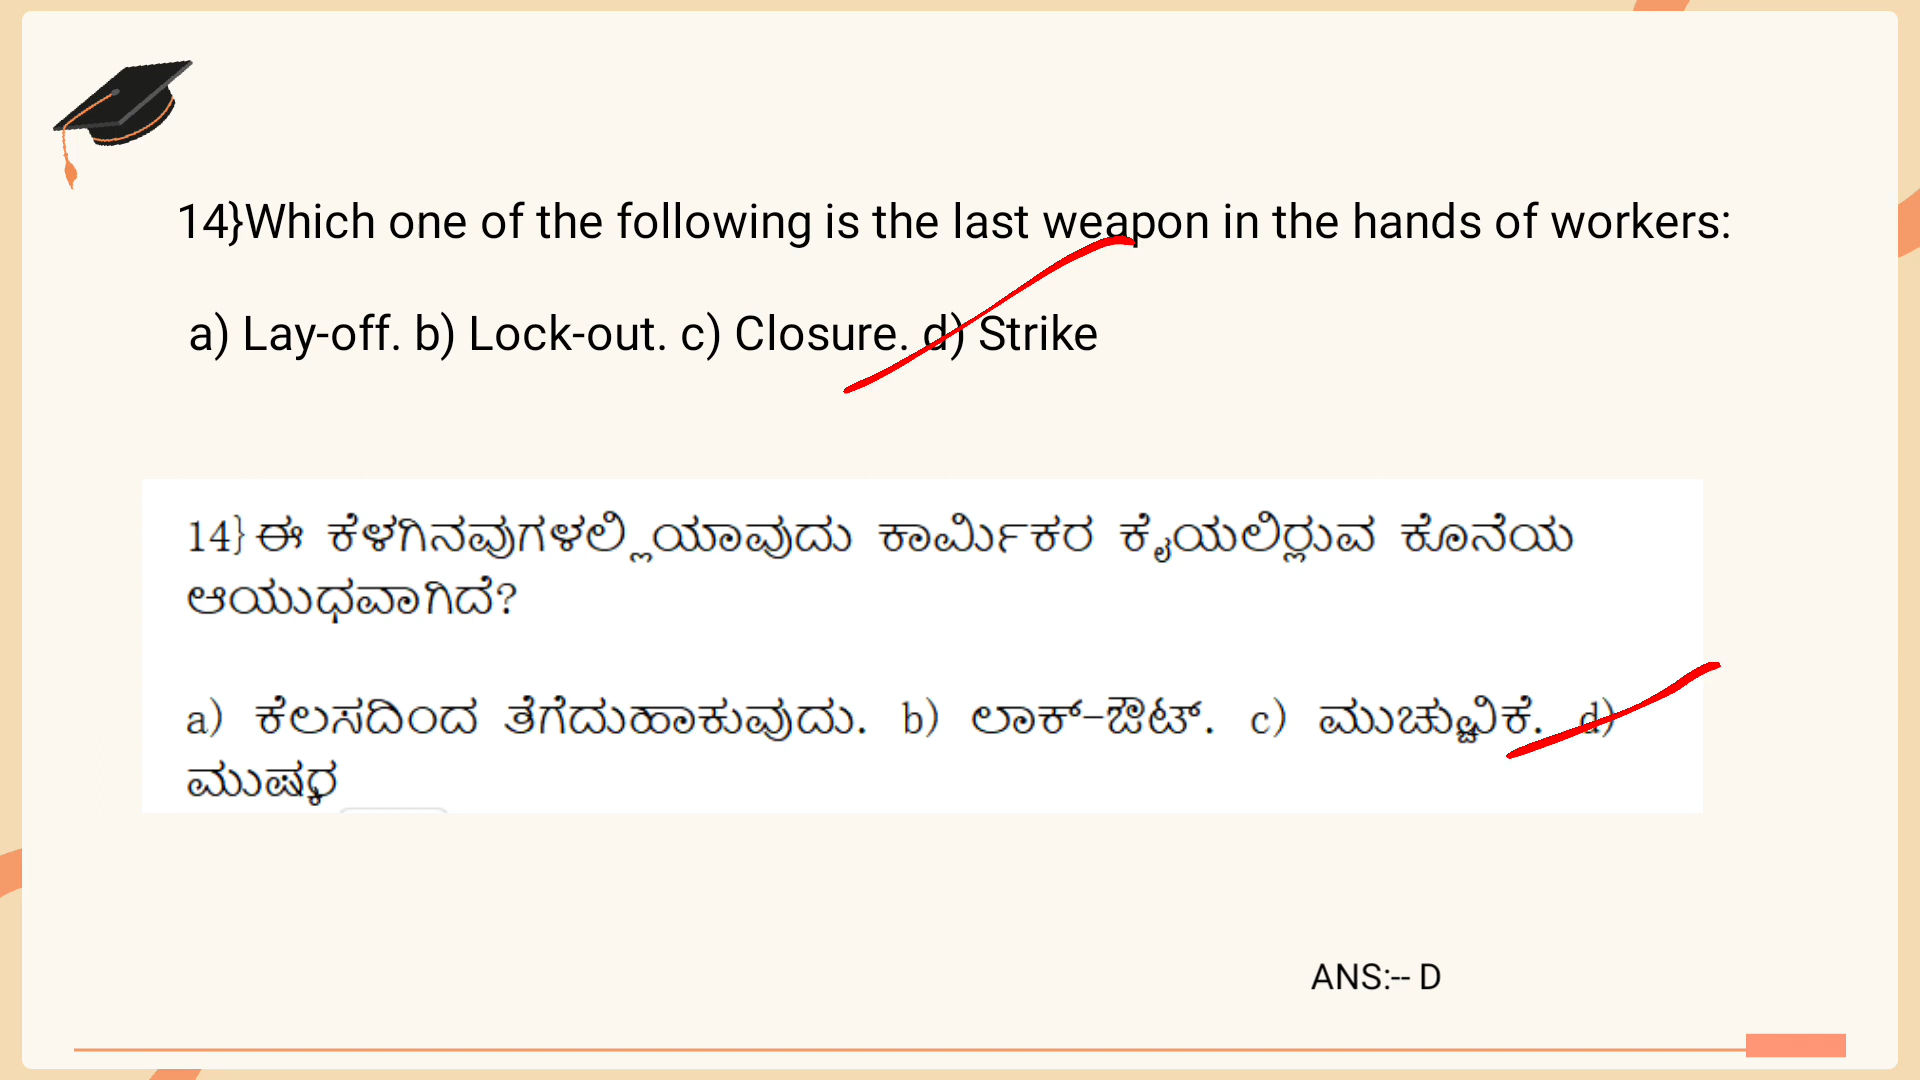 14}Which one of the following is the last weapon in the hands of workers:
a) Lay-off. b) Lock-out. c) Closure. d) Strike
14} ಈ ಕೆಳಗಿನವುಗಳಲ್ಲಿ ಯಾವುದು ಕಾರ್ಮಿಕರ ಕೈಯಲ್ಲಿರುವ ಕೊನೆಯ
ಆಯುಧವಾಗಿದೆ?
a) ಕೆಲಸದಿಂದ ತೆಗೆದುಹಾಕುವುದು. b) ಲಾಕ್-ಔಟ್. c) ಮುಚ್ಚುವಿಕೆ. d)
ಮುಷ್ಕರ
ANS:-- D